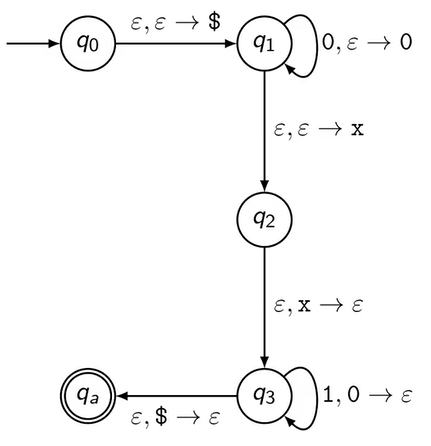 ε, ε → $
q0 q1 0, ε → 0
ε, ε → x
q2
ε, x → ε
qa q3 1, 0 → ε
ε, $ → ε